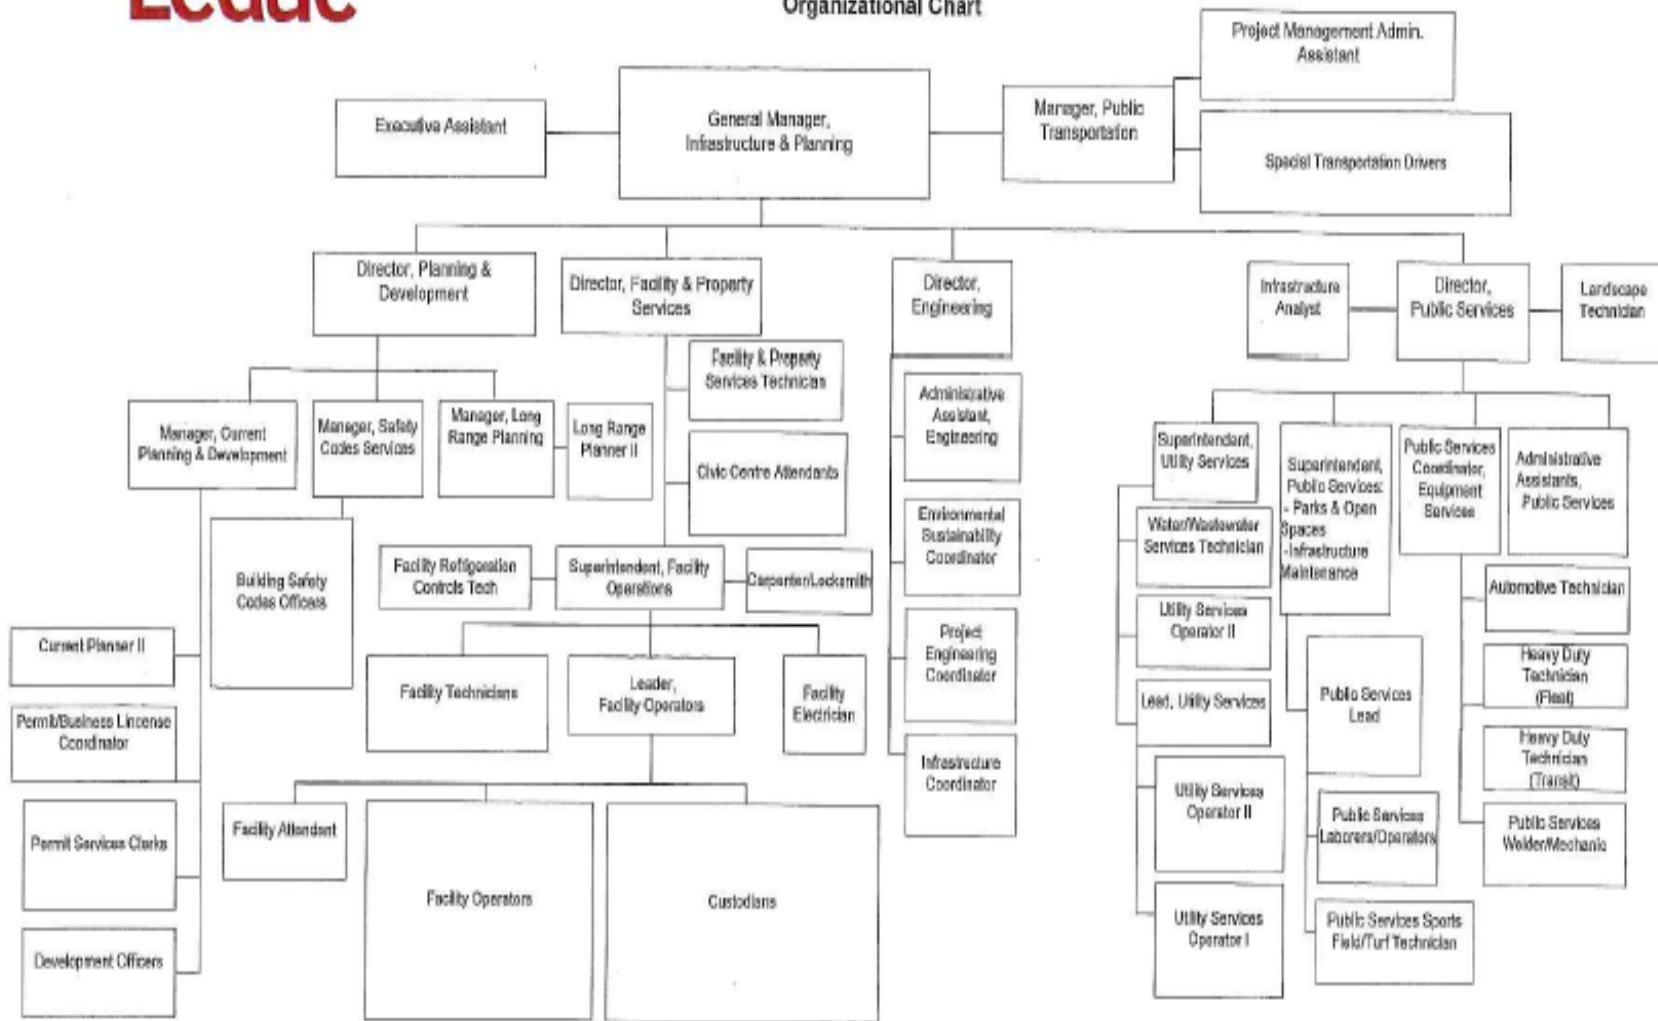 Leduc
Organizational Chart
Project Management Admin.
Assistant
Executive Assistant
General Manager,
Infrastructure & Planning
Manager, Public
Transportation
Special Transportation Drivers
Director, Planning &
Development
Director, Facility & Property
Services
Director,
Engineering
Infrastructure
Analyst
Director,
Public Services
Landscape
Technician
Facility & Property
Services Technician
Manager, Current
Planning & Development
Manager, Safety
Codes Services
Manager, Long
Range Planning
Long Range
Planner II
Administrative
Assistant,
Engineering
Civic Centre Attendants
Superintendent,
Utility Services
Superintendent,
Public Services:
- Parks & Open
Spaces
-Infrastructure
Maintenance
Public Services
Coordinator,
Equipment
Services
Administrative
Assistants,
Public Services
Building Safety
Codes Officers
Facility Refigeration
Controls Tech
Superintendent, Facility
Operations
Carpenter/Locksmith
Environmental
Sustainability
Coordinator
Water/Wastewater
Services Technician
Automotive Technician
Current Planner II
Facility Technicians
Leader,
Facility Operators
Facility
Electrician
Project
Engineering
Coordinator
Utility Services
Operator II
Public Services
Lead
Heavy Duty
Technician
(Fleet)
Permit/Business Lincense
Coordinator
Lead, Utility Services
Heavy Duty
Technician
(Transit)
Infrastructure
Coordinator
Permit Services Clerks
Facility Attendant
Facility Operators
Custodians
Utility Services
Operator II
Public Services
Laborers/Operators
Public Services
Welder/Mechanic
Development Officers
Utility Services
Operator I
Public Services Sports
Field/Turf Technician